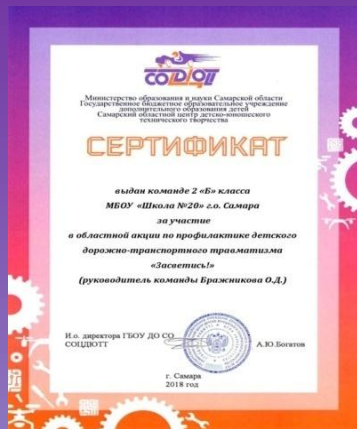 СОЦДЮТТ
Министерство образования и науки Самарской области
Государственное бюджетное образовательное учреждение
дополнительного образования детей
Самарский областной центр детско-юношеского
технического творчества
СЕРТИФИКАТ
выдан команде 2 «Б» класса
МБОУ «Школа №20» г.о. Самара
за участие
в областной акции по профилактике детского
дорожно-транспортного травматизма
«Засветись!»
(руководитель команды Бражникова О.Д.)
И.о. директора ГБОУ ДО СО
СОЦДЮТТ
А.Ю.Богатов
г. Самара
2018 год